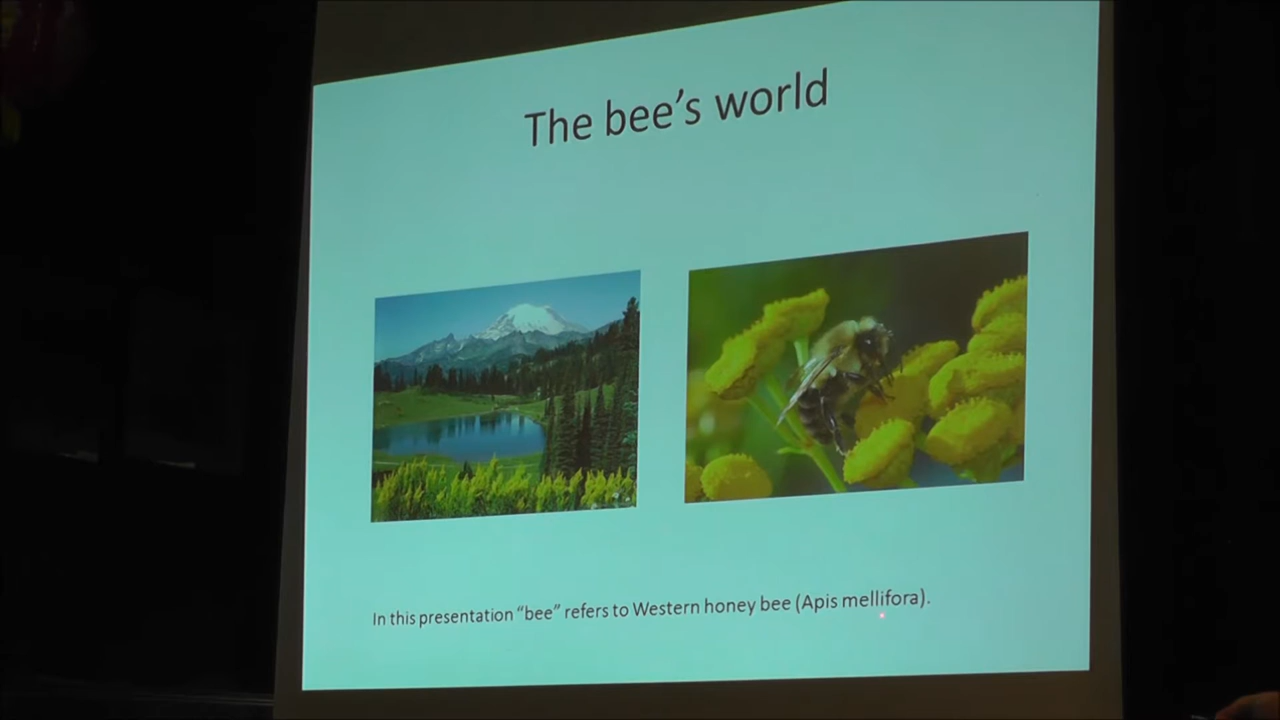 The bee’s world
In this presentation “bee” refers to Western honey bee (Apis mellifora).